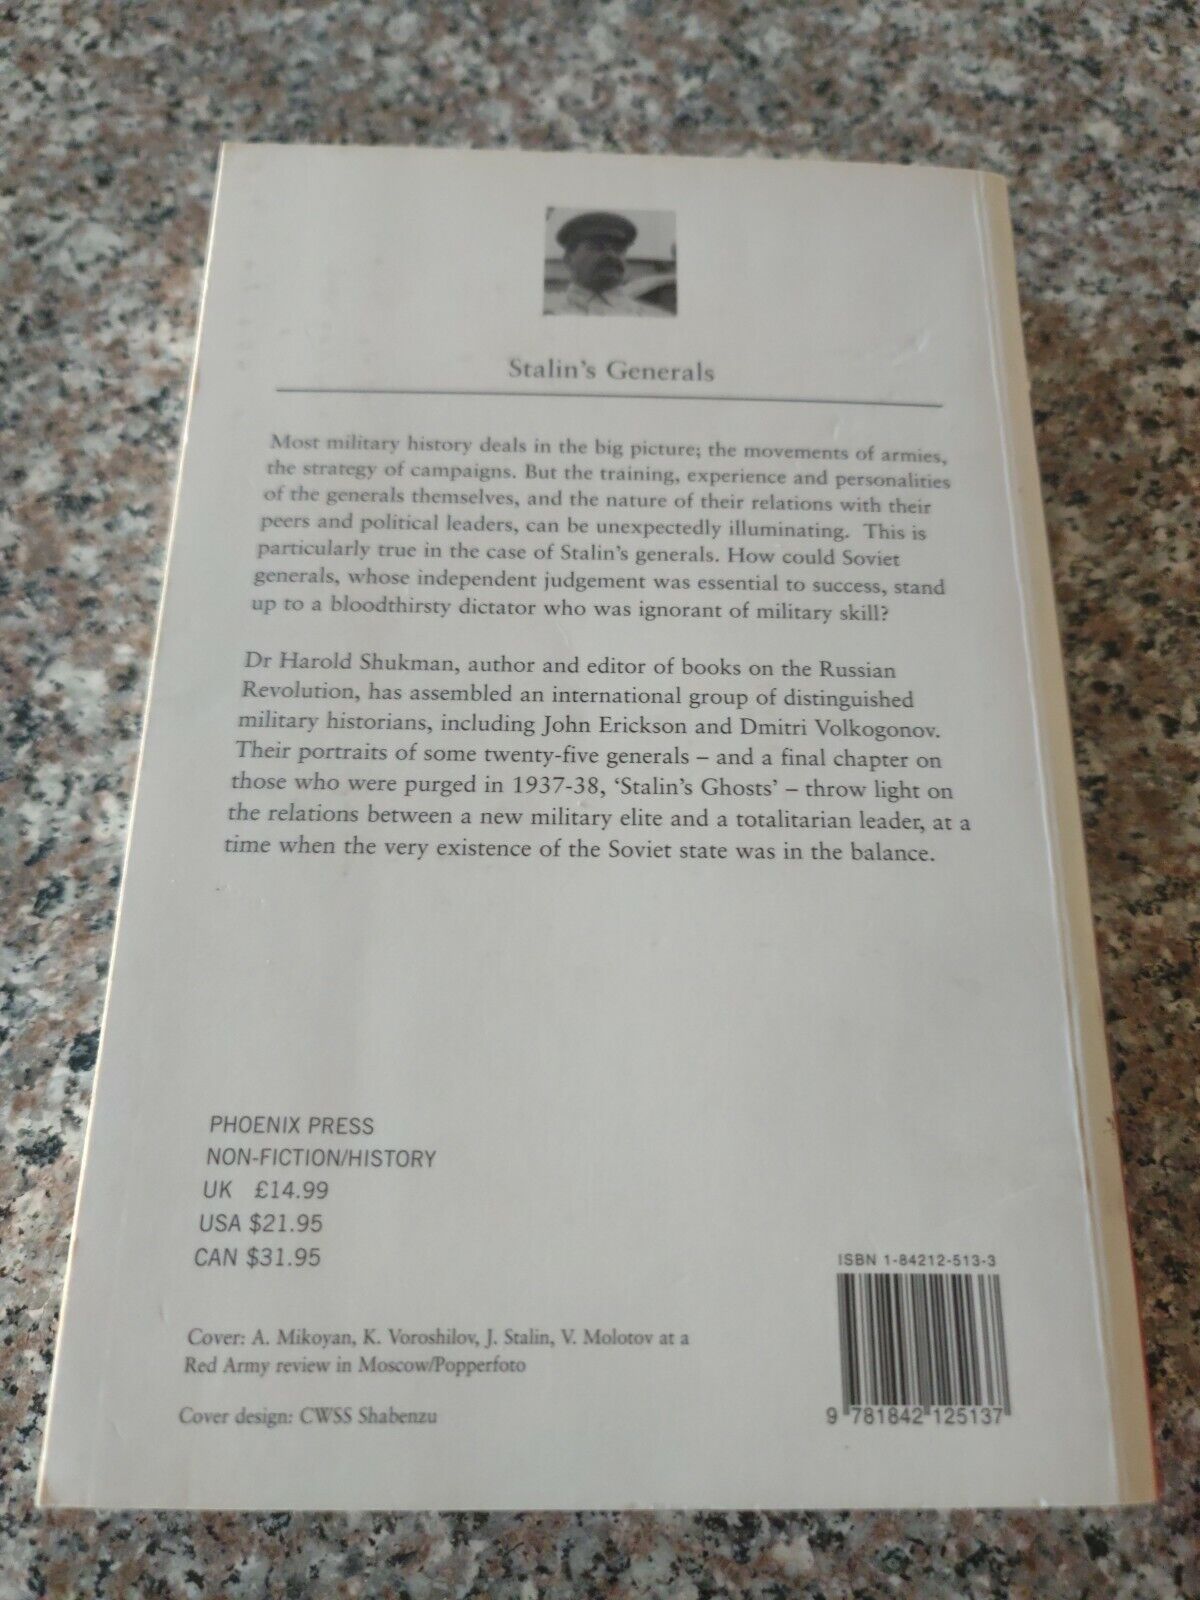 Stalin's Generals
Most military history deals in the big picture; the movements of armies,
the strategy of campaigns. But the training, experience and personalities
of the generals themselves, and the nature of their relations with their
peers and political leaders, can be unexpectedly illuminating. This is
particularly true in the case of Stalin's generals. How could Soviet
generals, whose independent judgement was essential to success, stand
up to a bloodthirsty dictator who was ignorant of military skill?
Dr Harold Shukman, author and editor of books on the Russian
Revolution, has assembled an international group of distinguished
military historians, including John Erickson and Dmitri Volkogonov.
Their portraits of some twenty-five generals – and a final chapter on
those who were purged in 1937-38, 'Stalin's Ghosts' – throw light on
the relations between a new military elite and a totalitarian leader, at a
time when the very existence of the Soviet state was in the balance.
PHOENIX PRESS
NON-FICTION/HISTORY
UK £14.99
USA $21.95
CAN $31.95
ISBN 1-84212-513-3
Cover: A. Mikoyan, K. Voroshilov, J. Stalin, V. Molotov at a
Red Army review in Moscow/Popperfoto
Cover design: CWSS Shabenzu
9 781842 125137